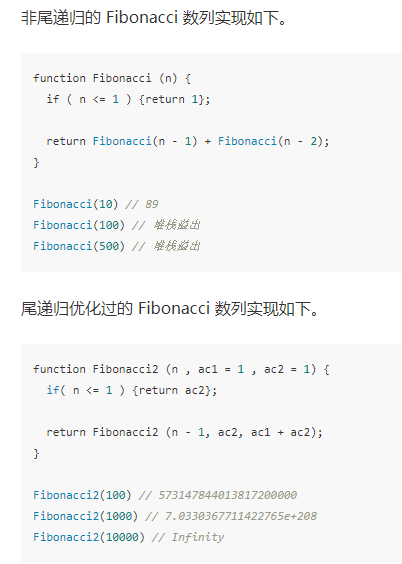 非尾递归的 Fibonacci 数列实现如下。
function Fibonacci (n) {
  if ( n <= 1 ) {return 1};
  return Fibonacci(n - 1) + Fibonacci(n - 2);
}
Fibonacci(10) // 89
Fibonacci(100) // 堆栈溢出
Fibonacci(500) // 堆栈溢出
尾递归优化过的 Fibonacci 数列实现如下。
function Fibonacci2 (n , ac1 = 1 , ac2 = 1) {
  if( n <= 1 ) {return ac2};
  return Fibonacci2 (n - 1, ac2, ac1 + ac2);
}
Fibonacci2(100) // 573147844013817200000
Fibonacci2(1000) // 7.0330367711422765e+208
Fibonacci2(10000) // Infinity